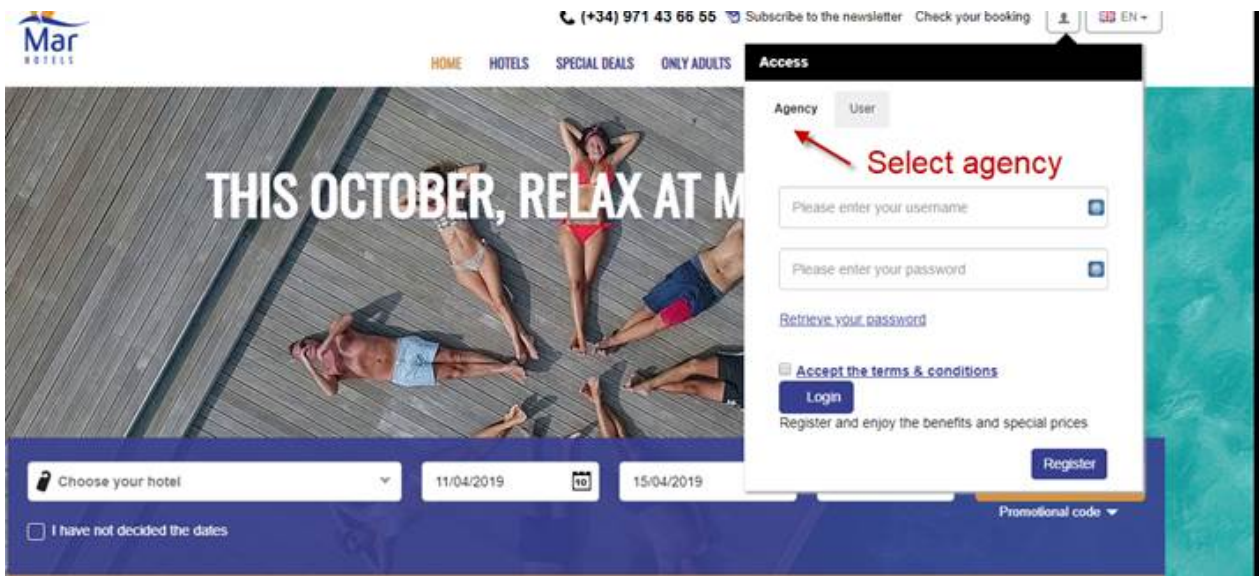 Mar
HOTELS
(+34) 971 43 66 55 Subscribe to the newsletter Check your booking EN
HOME HOTELS SPECIAL DEALS ONLY ADULTS
Access
Agency User
Select agency
THIS OCTOBER, RELAX AT M
Please enter your username
Please enter your password
Retrieve your password
Accept the terms & conditions
Login
Register and enjoy the benefits and special prices
Register
Choose your hotel 11/04/2019 10 15/04/2019
Promotional code
I have not decided the dates